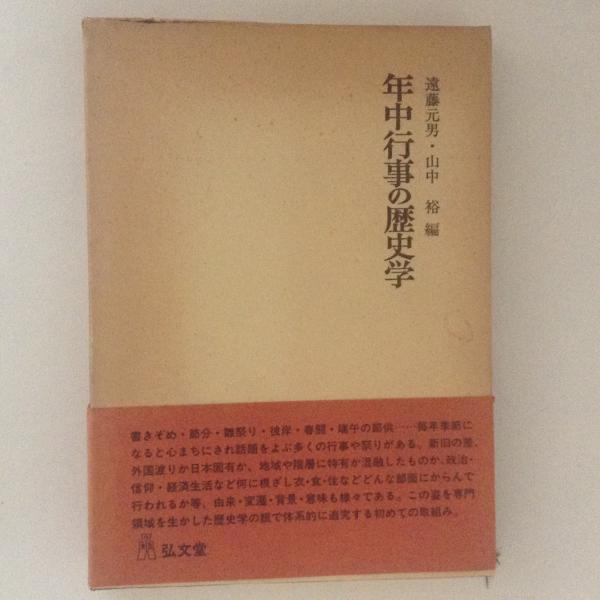 遠藤元男・山中 裕 編
年中行事の歴史学
書きぞめ・節分・雛祭り・彼岸・春闘・端午の節供……毎年季節に
なると心まちにされ話題をよぶ多くの行事や祭りがある。新旧の差、
外国渡りか日本固有か、地域や階層に特有か混融したものか、政治・
信仰・経済生活など何に根ざし衣・食・住などどんな部面にからんで
行われるか等、由来・変遷・背景・意味も様々である。この姿を専門
領域を生かした歴史学の眼で体系的に追究する初めての取組み。
弘文堂